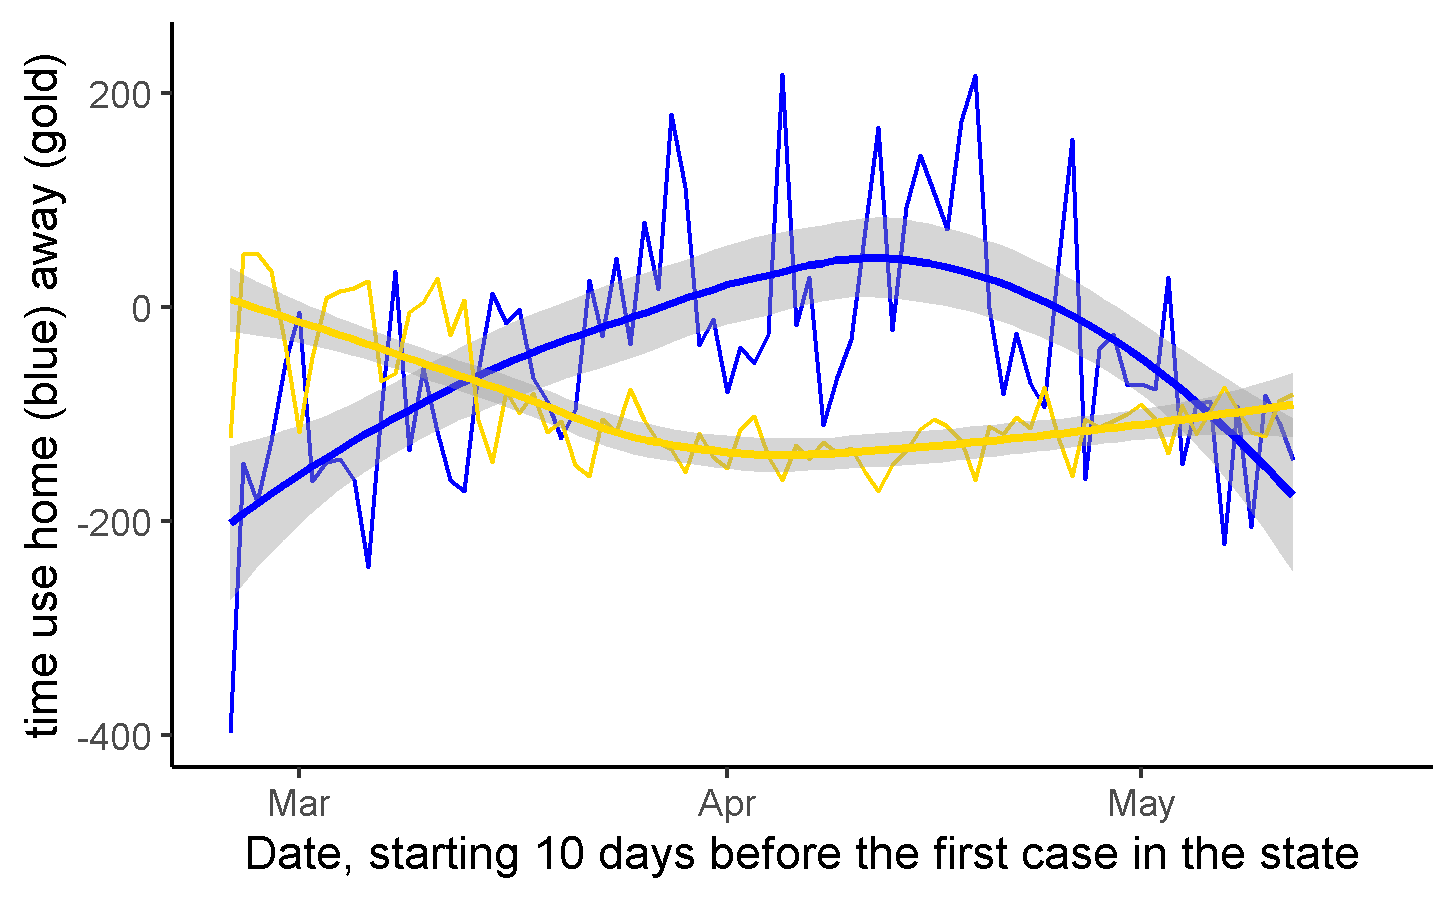 time use home (blue) away (gold)
200
0
-200
-400
Mar
Apr
May
Date, starting 10 days before the first case in the state